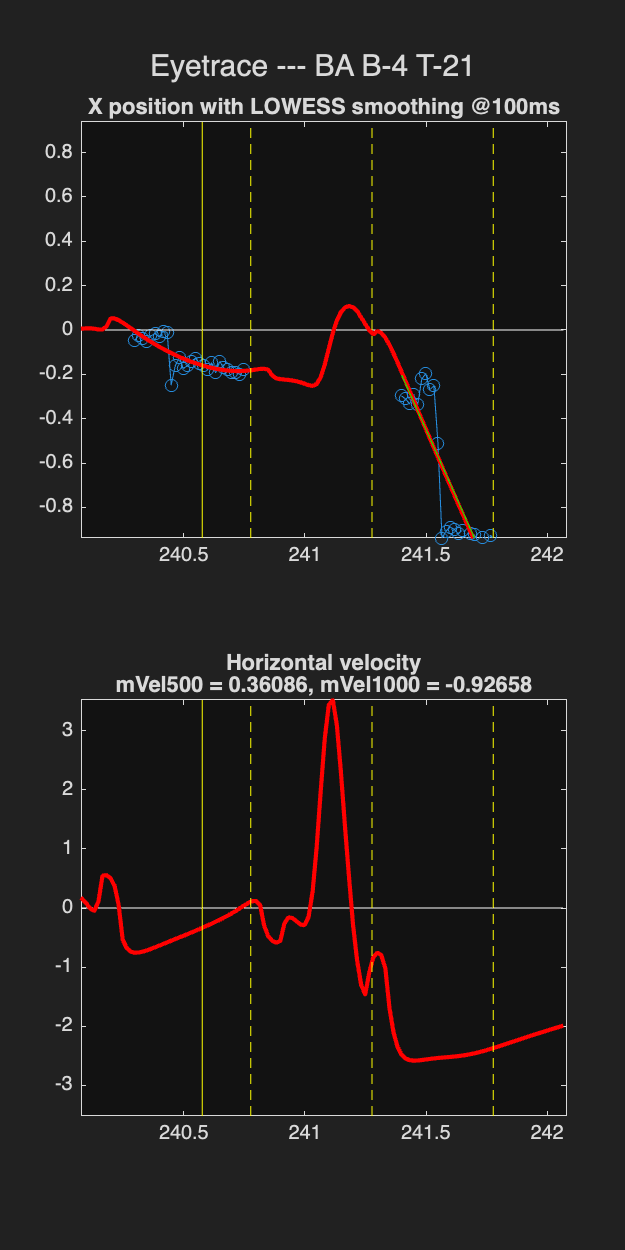 Eyetrace --- BA B-4 T-21
X position with LOWESS smoothing @100ms
0.8
0.6
0.4
0.2
0
-0.2
-0.4
-0.6
-0.8
240.5 241 241.5 242
Horizontal velocity
mVel500 = 0.36086, mVel1000 = -0.92658
3
2
1
0
-1
-2
-3
240.5 241 241.5 242